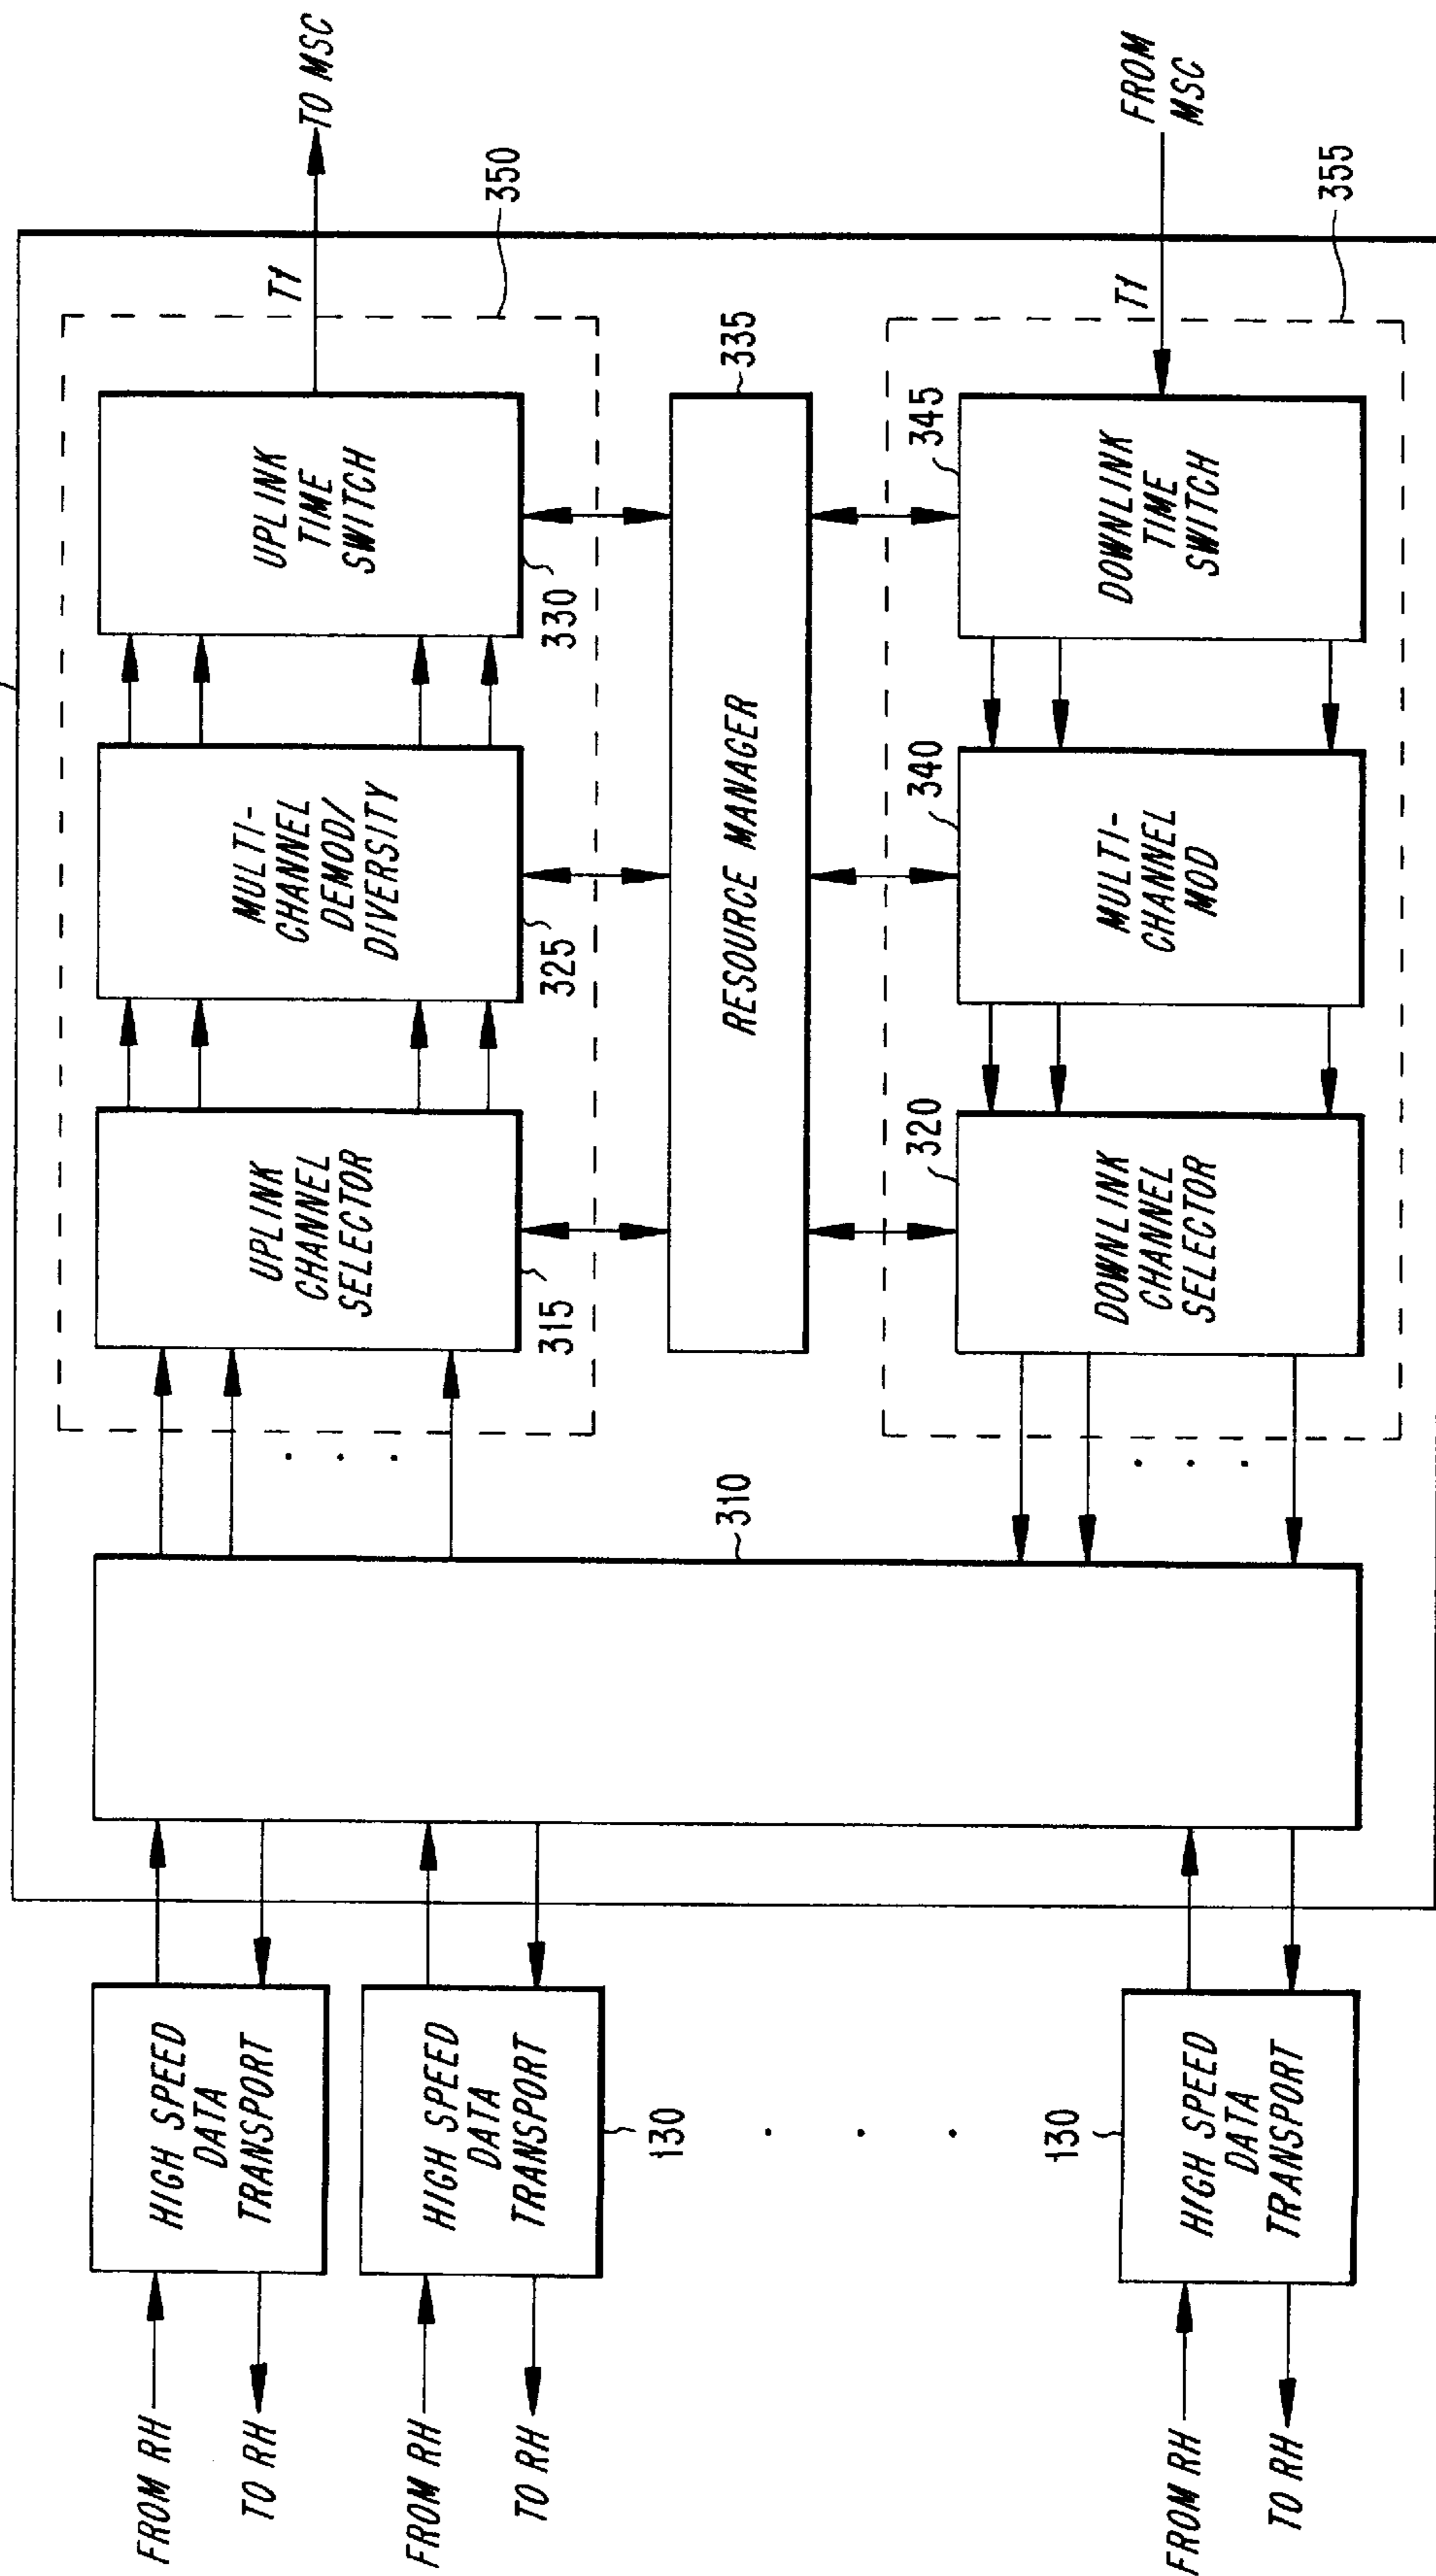 TO MSC
FROM
MSC
T1
350
T1
355
UPLINK
TIME
SWITCH
330
335
345
DOWNLINK
TIME
SWITCH
MULTI-
CHANNEL
DEMOD/
DIVERSITY
325
RESOURCE MANAGER
340
MULTI-
CHANNEL
MOD
UPLINK
CHANNEL
SELECTOR
315
320
DOWNLINK
CHANNEL
SELECTOR
310
HIGH SPEED
DATA
TRANSPORT
HIGH SPEED
DATA
TRANSPORT
130
130
HIGH SPEED
DATA
TRANSPORT
FROM RH
TO RH
FROM RH
TO RH
FROM RH
TO RH